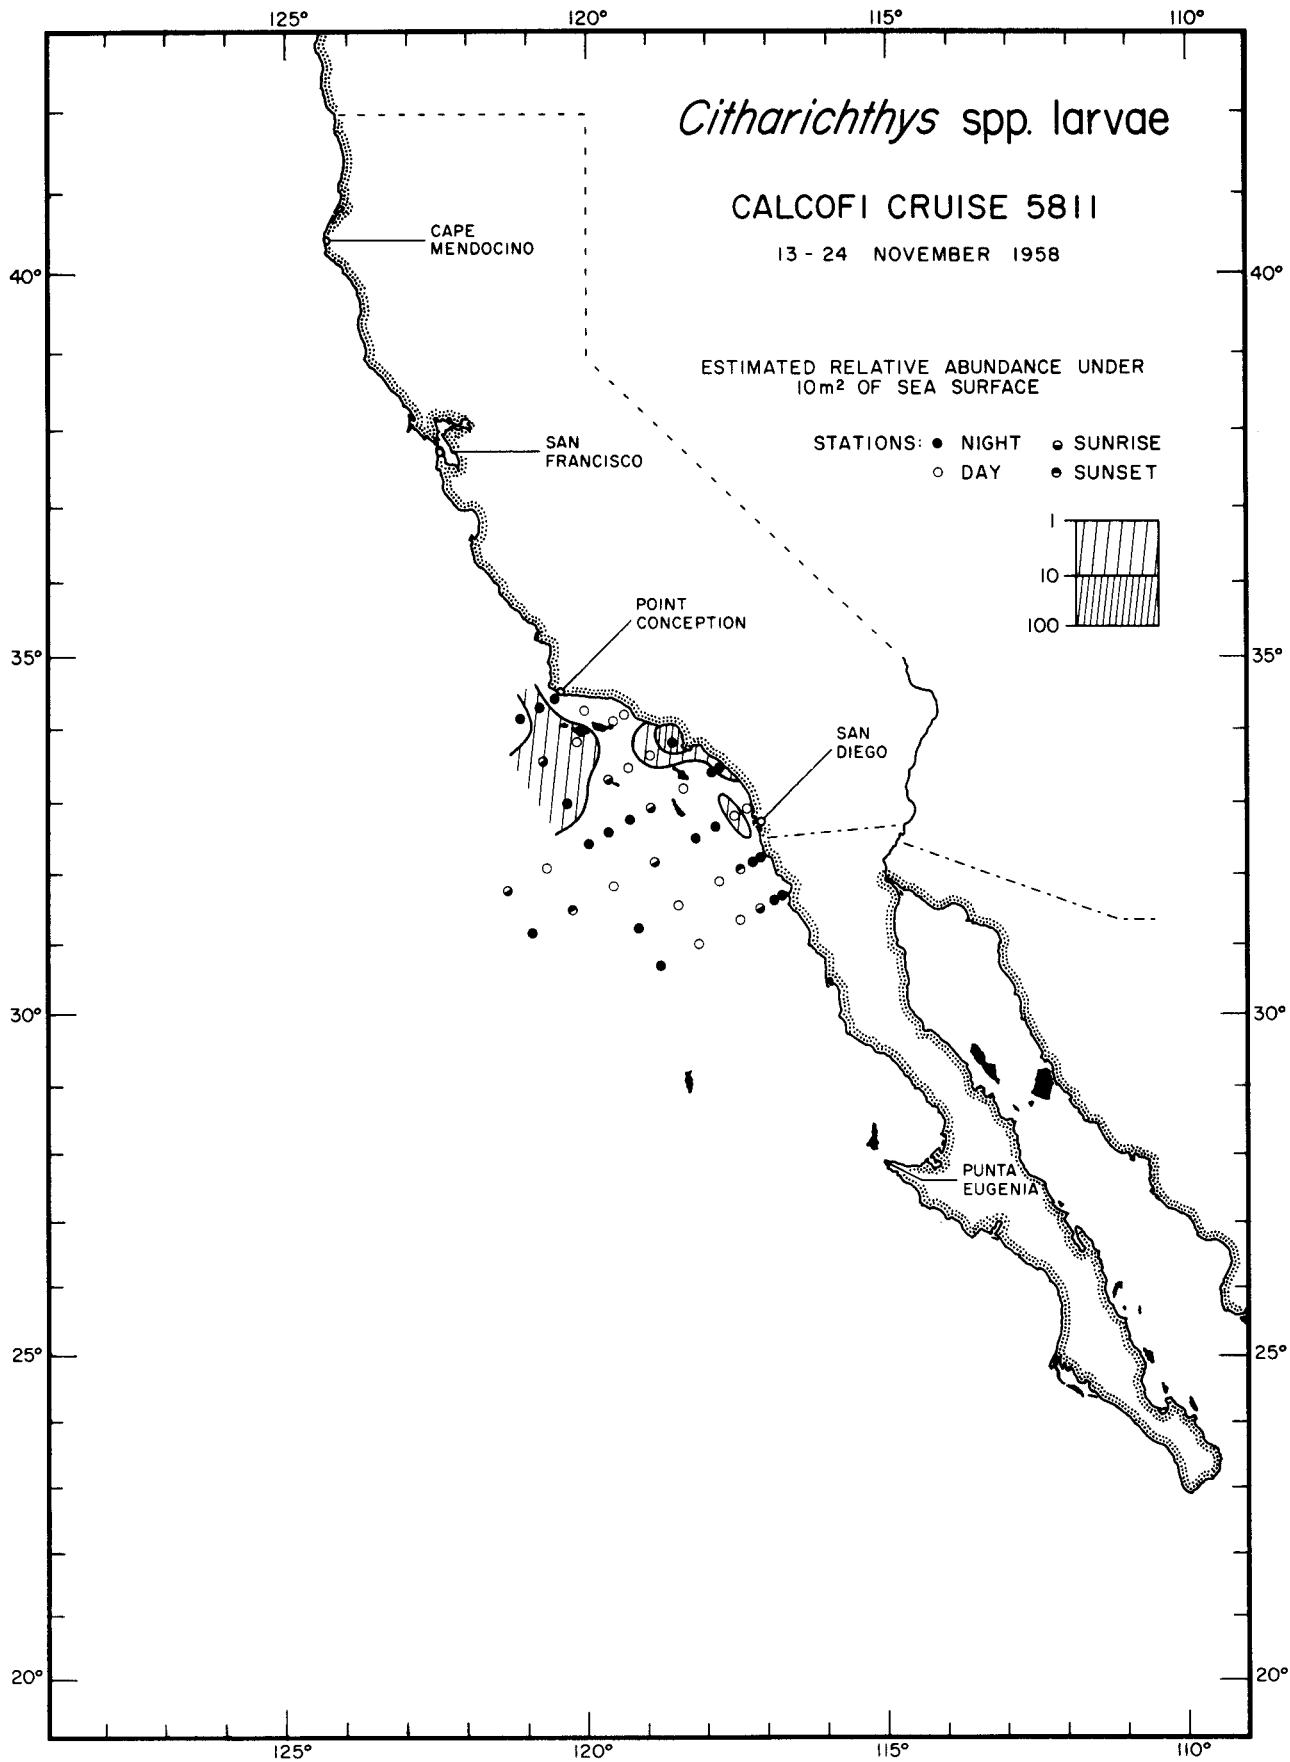 125° 120° 115° 110°
Citharichthys spp. larvae
CALCOFI CRUISE 5811
13 - 24 NOVEMBER 1958
CAPE
MENDOCINO
40° 40°
ESTIMATED RELATIVE ABUNDANCE UNDER
10m² OF SEA SURFACE
STATIONS: ● NIGHT SUNRISE
○ DAY SUNSET
SAN
FRANCISCO
1
10
100
POINT
CONCEPTION
35° 35°
SAN
DIEGO
30° 30°
PUNTA
EUGENIA
25° 25°
20° 20°
125° 120° 115° 110°